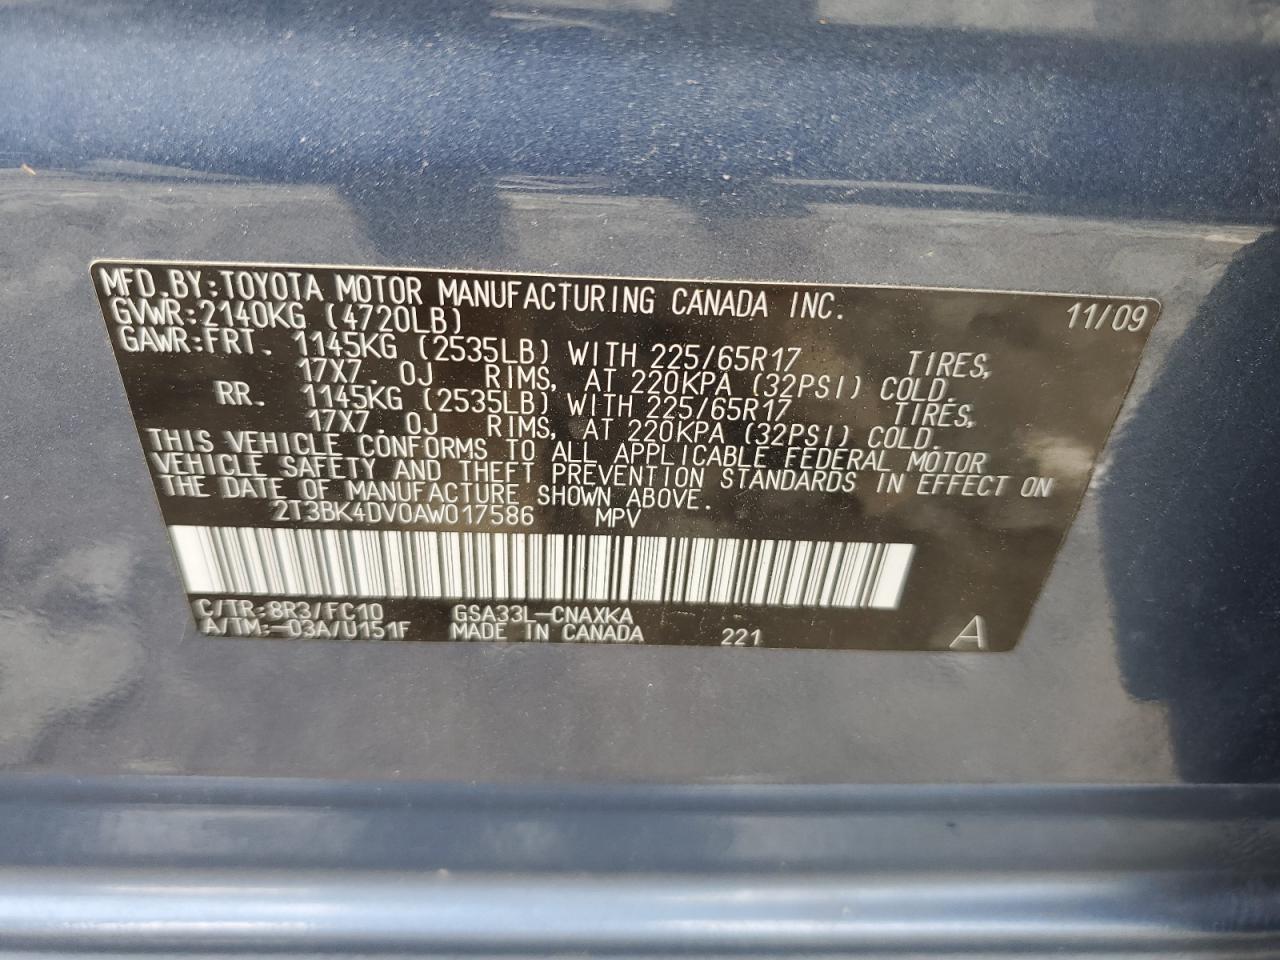 MFD.BY:TOYOTA MOTOR MANUFACTURING CANADA INC. 11/09
GVWR:2140KG (4720LB)
GAWR:FRT. 1145KG (2535LB) WITH 225/65R17 TIRES,
17X7.0J RIMS, AT 220KPA (32PSI) COLD.
RR. 1145KG (2535LB) WITH 225/65R17 TIRES,
17X7.0J RIMS, AT 220KPA (32PSI) COLD.
THIS VEHICLE CONFORMS TO ALL APPLICABLE FEDERAL MOTOR
VEHICLE SAFETY AND THEFT PREVENTION STANDARDS IN EFFECT ON
THE DATE OF MANUFACTURE SHOWN ABOVE.
2T3BK4DV0AW017586 MPV
C/TR:8R3/FC10 GSA33L-CNAXKA
A/TM:-03A/U151F MADE IN CANADA 221 A